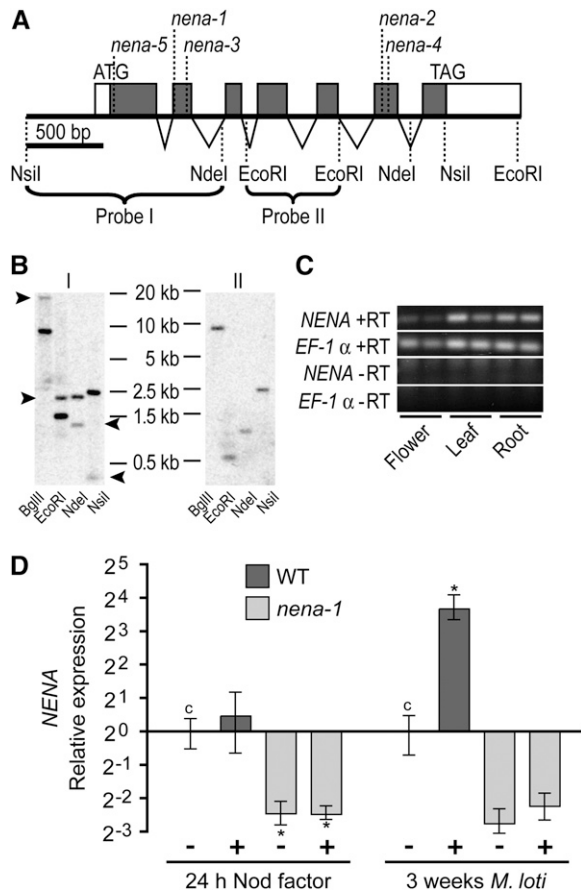 A
nena-1 nena-2
nena-5 nena-3 nena-4
ATG TAG
500 bp
NsiI NdeI EcoRI EcoRI NdeI NsiI EcoRI
Probe I Probe II
B
I II
20 kb
10 kb
5 kb
2.5 kb
1.5 kb
0.5 kb
BglII EcoRI NdeI NsiI BglII EcoRI NdeI NsiI
C
NENA +RT
EF-1 α +RT
NENA -RT
EF-1 α -RT
Flower Leaf Root
D
NENA
Relative expression
2^5
2^4
2^3
2^2
2^1
2^0
2^-1
2^-2
2^-3
WT
nena-1
c * * c *
- + - + - + - +
24 h Nod factor 3 weeks M. loti